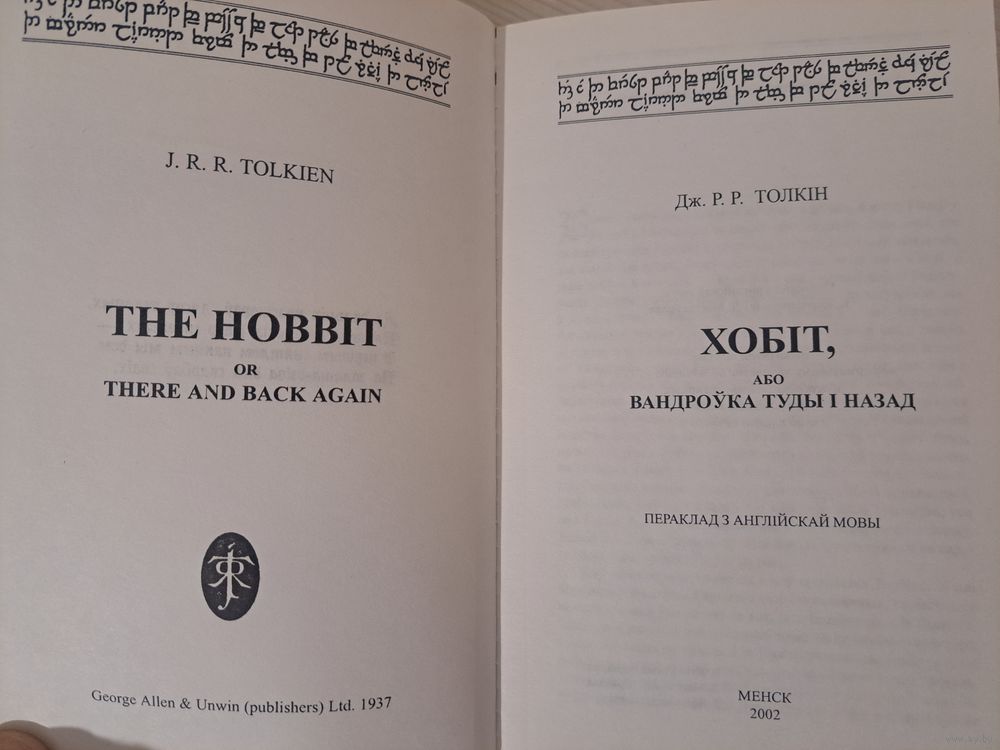 J. R. R. TOLKIEN
THE HOBBIT
OR
THERE AND BACK AGAIN
George Allen & Unwin (publishers) Ltd. 1937
Дж. Р. Р. ТОЛКІН
ХОБІТ,
АБО
ВАНДРОЎКА ТУДЫ І НАЗАД
ПЕРАКЛАД З АНГЛІЙСКАЙ МОВЫ
МЕНСК
2002